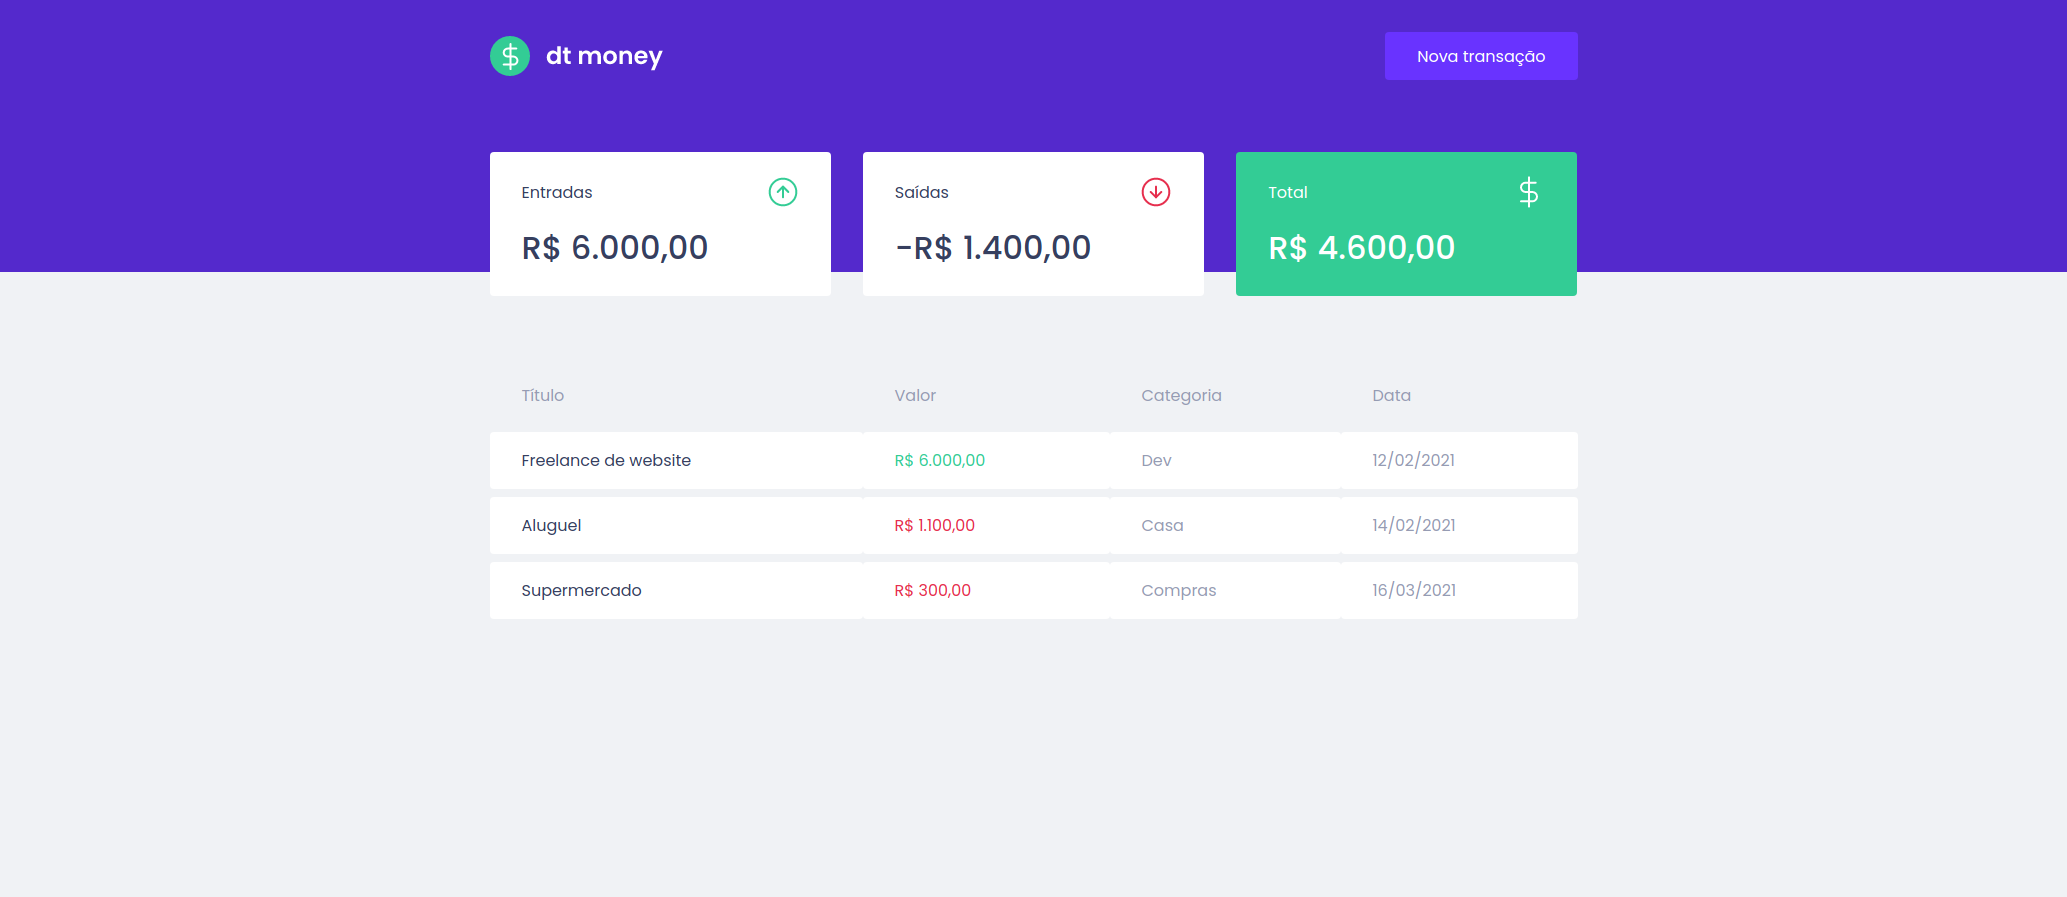 dt money
Nova transação
Entradas
R$ 6.000,00
Saídas
-R$ 1.400,00
Total
R$ 4.600,00
Título Valor Categoria Data
Freelance de website R$ 6.000,00 Dev 12/02/2021
Aluguel R$ 1.100,00 Casa 14/02/2021
Supermercado R$ 300,00 Compras 16/03/2021